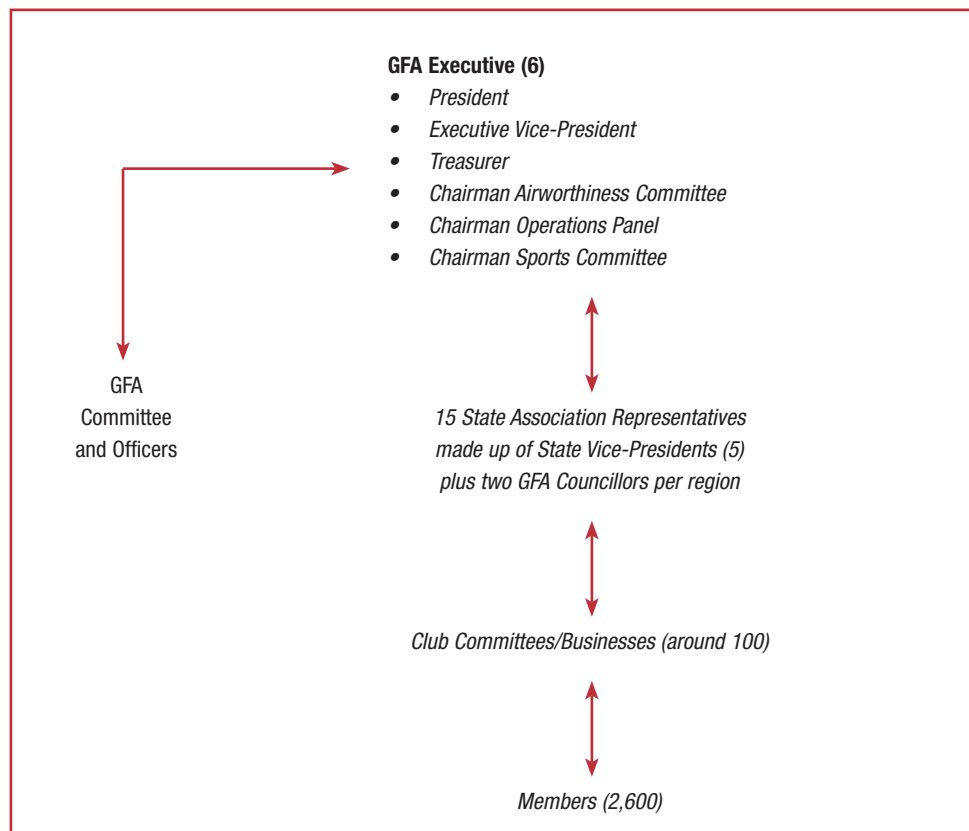 GFA Executive (6)
• President
• Executive Vice-President
• Treasurer
• Chairman Airworthiness Committee
• Chairman Operations Panel
• Chairman Sports Committee
GFA
Committee
and Officers
15 State Association Representatives
made up of State Vice-Presidents (5)
plus two GFA Councillors per region
Club Committees/Businesses (around 100)
Members (2,600)